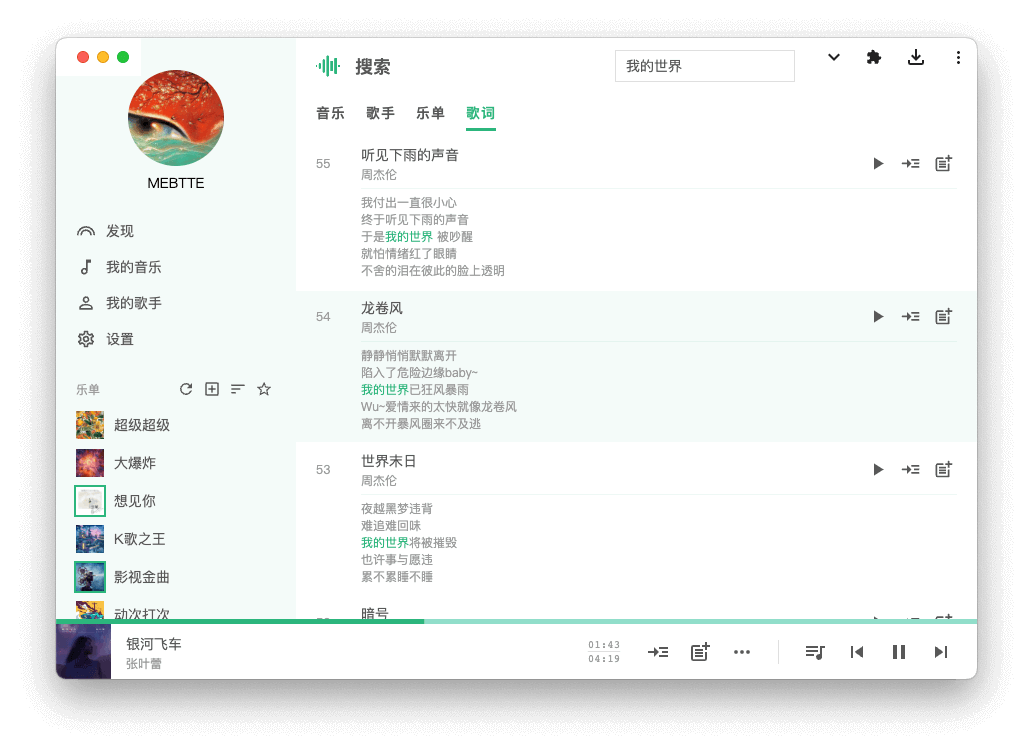 MEBTTE
发现
我的音乐
我的歌手
设置
乐单
超级超级
大爆炸
想见你
K歌之王
影视金曲
动次打次
搜索
我的世界
音乐 歌手 乐单 歌词
55
听见下雨的声音
周杰伦
我付出一直很小心
终于听见下雨的声音
于是我的世界 被吵醒
就怕情绪红了眼睛
不舍的泪在彼此的脸上透明
54
龙卷风
周杰伦
静静悄悄默默离开
陷入了危险边缘baby~
我的世界已狂风暴雨
Wu~爱情来的太快就像龙卷风
离不开暴风圈来不及逃
53
世界末日
周杰伦
夜越黑梦违背
难追难回味
我的世界将被摧毁
也许事与愿违
累不累睡不睡
暗号
银河飞车
张叶蕾
01:43
04:19